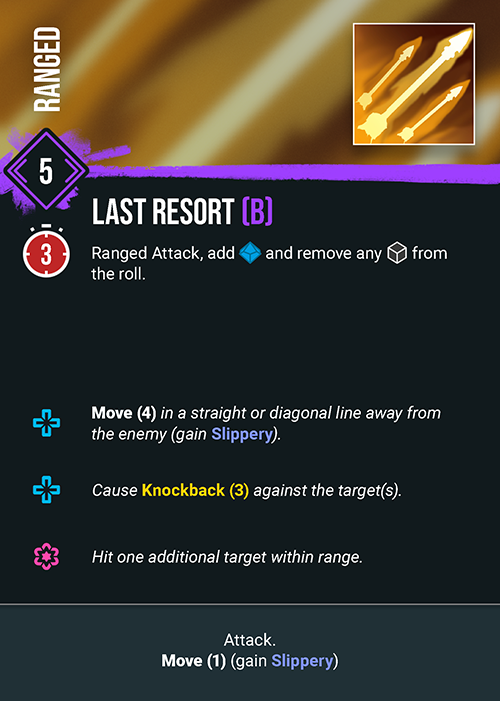 RANGED
5
LAST RESORT (B)
3
Ranged Attack, add and remove any from
the roll.
Move (4) in a straight or diagonal line away from
the enemy (gain Slippery).
Cause Knockback (3) against the target(s).
Hit one additional target within range.
Attack.
Move (1) (gain Slippery)